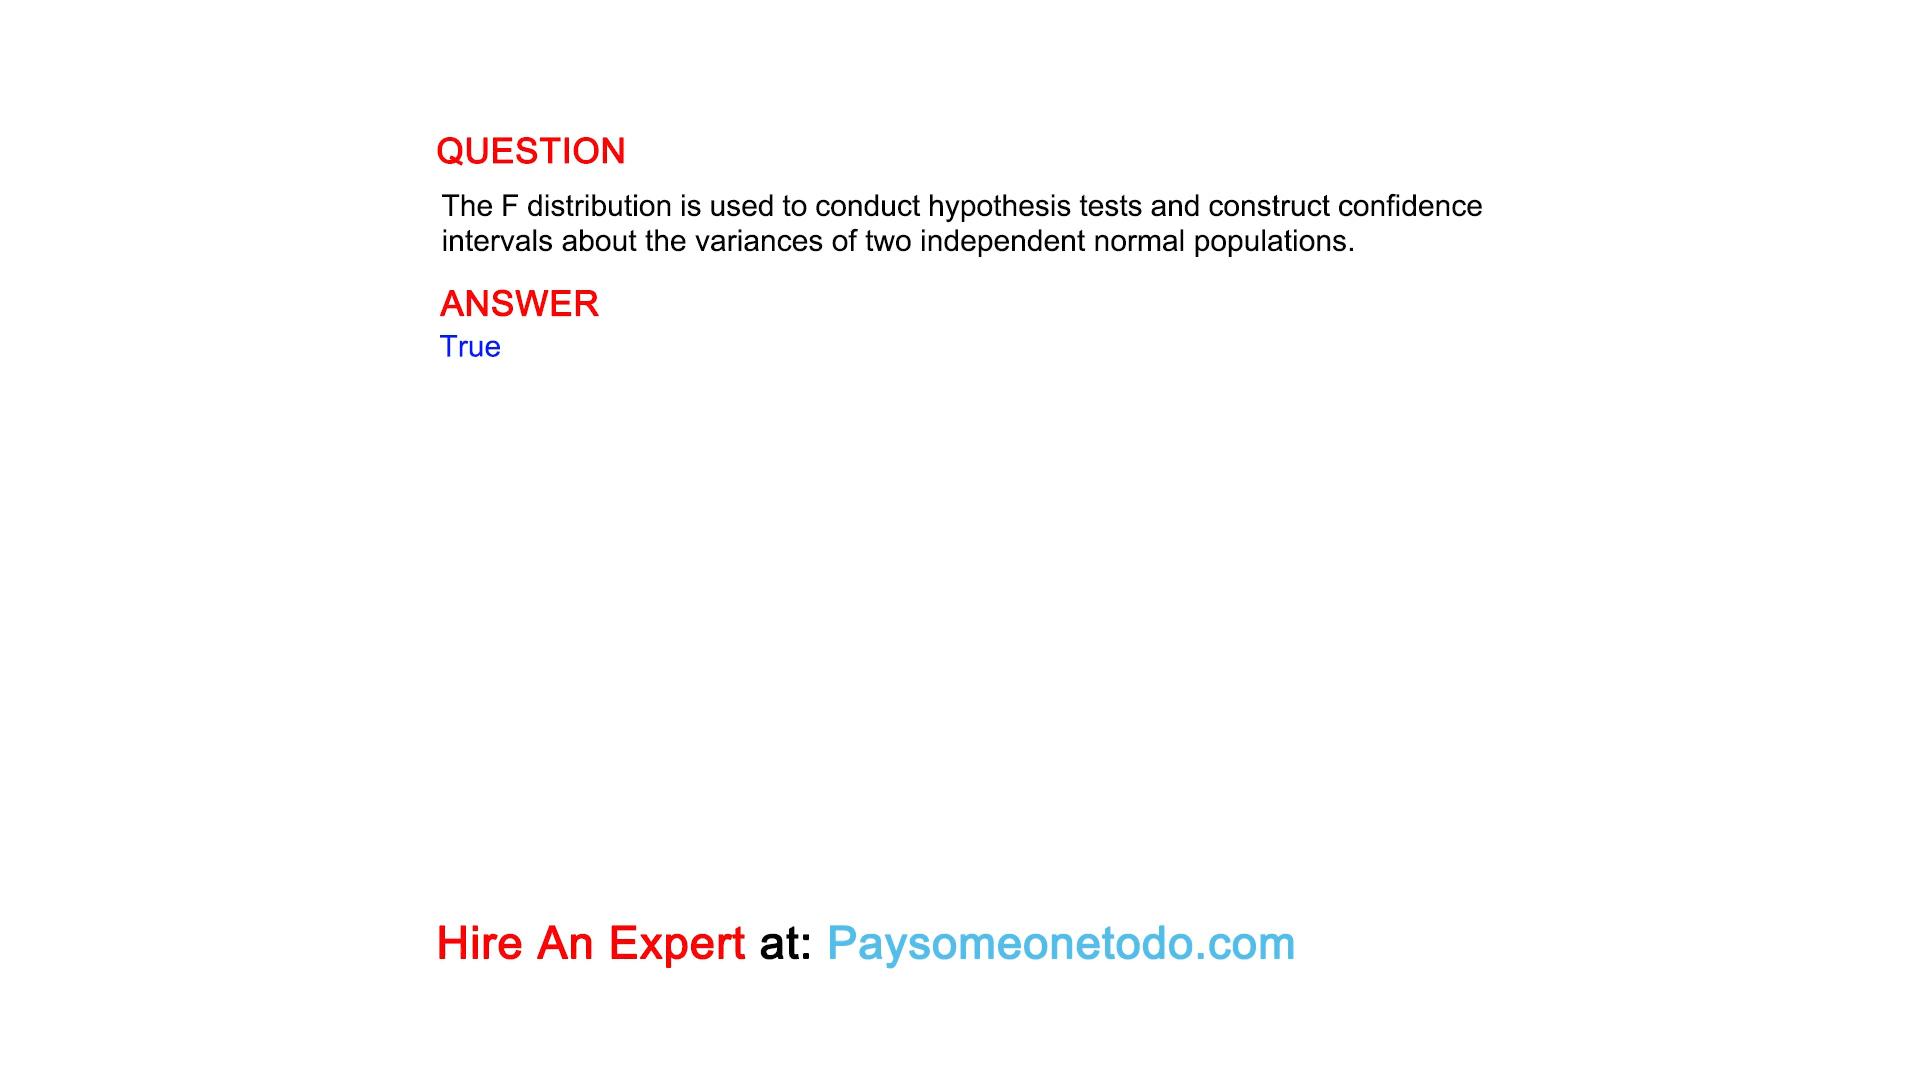 QUESTION
The F distribution is used to conduct hypothesis tests and construct confidence
intervals about the variances of two independent normal populations.
ANSWER
True
Hire An Expert at: Paysomeonetodo.com